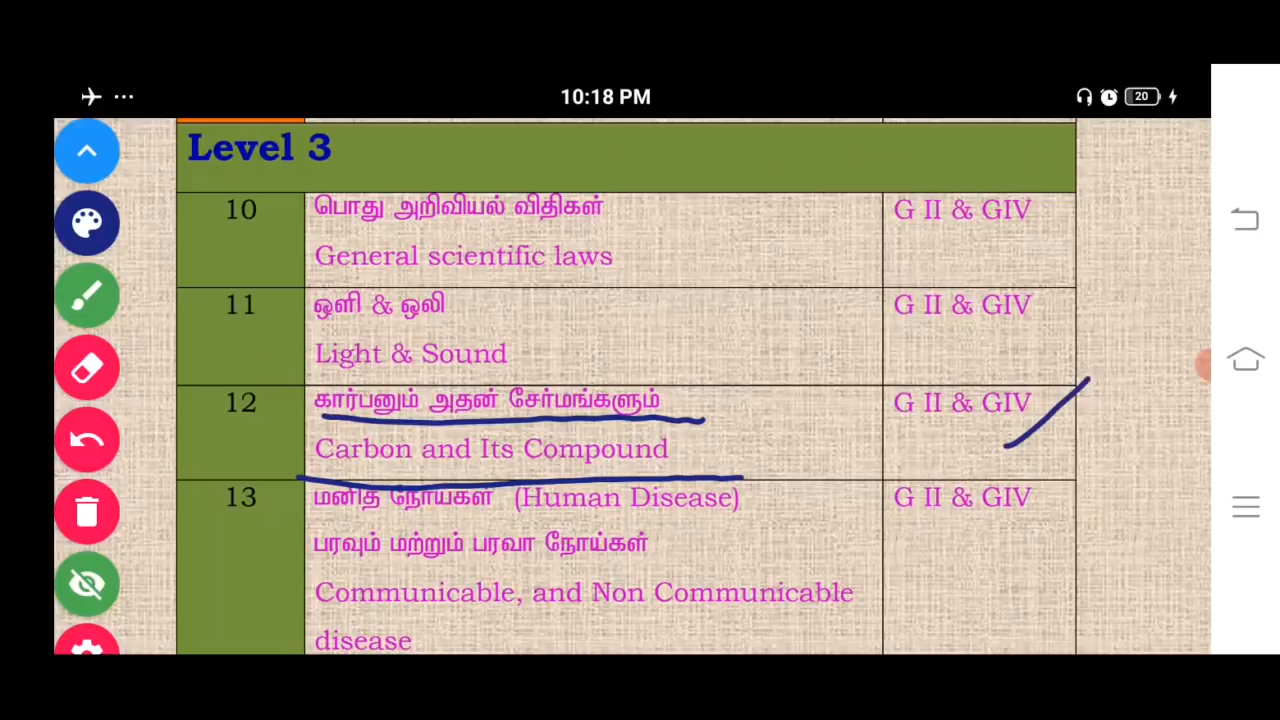 10:18 PM
20
Level 3
10
பொது அறிவியல் விதிகள்
G II & GIV
General scientific laws
11
ஒளி & ஒலி
G II & GIV
Light & Sound
12
கார்பனும் அதன் சேர்மங்களும்
G II & GIV
Carbon and Its Compound
13
மனித நோய்கள் (Human Disease)
G II & GIV
பரவும் மற்றும் பரவா நோய்கள்
Communicable, and Non Communicable
disease